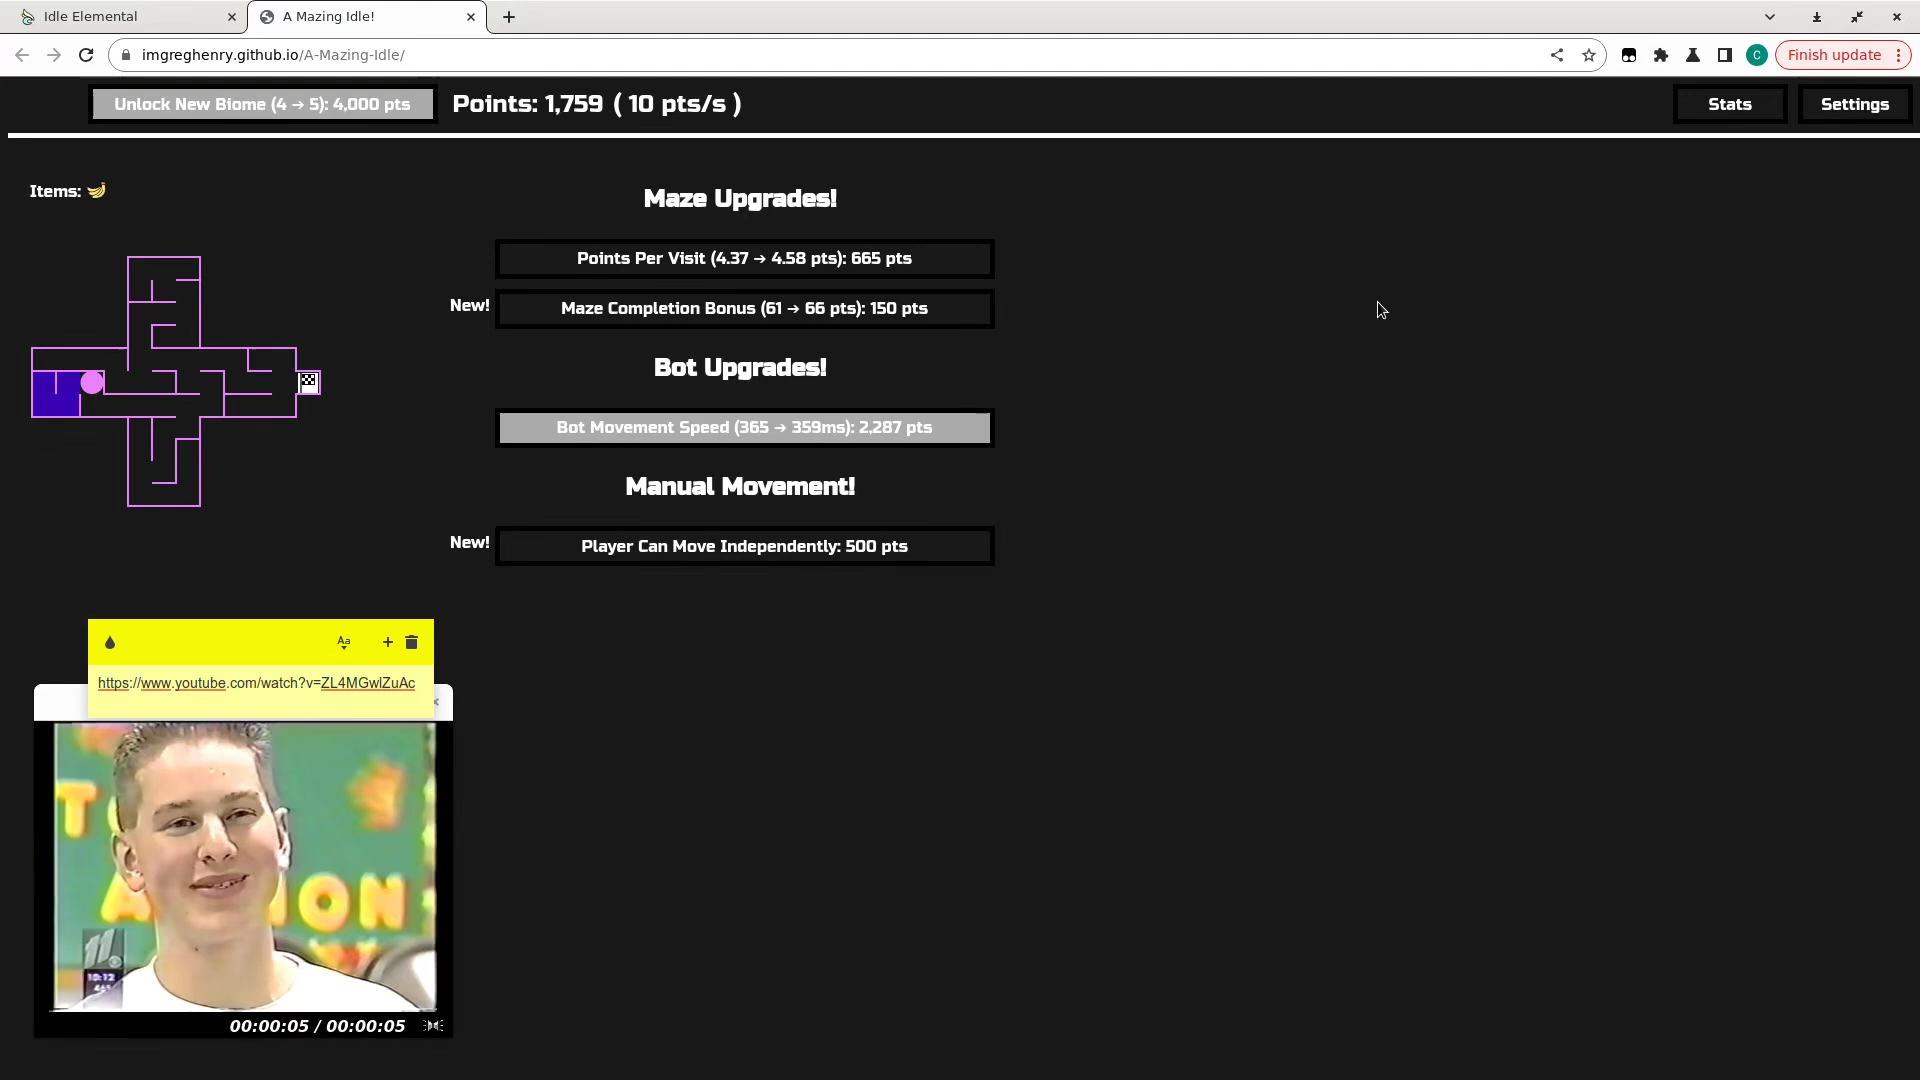 Idle Elemental
A Mazing Idle!
imgreghenry.github.io/A-Mazing-Idle/
C
Finish update
Unlock New Biome (4 → 5): 4,000 pts
Points: 1,759 ( 10 pts/s )
Stats
Settings
Items:
Maze Upgrades!
Points Per Visit (4.37 → 4.58 pts): 665 pts
New!
Maze Completion Bonus (61 → 66 pts): 150 pts
Bot Upgrades!
Bot Movement Speed (365 → 359ms): 2,287 pts
Manual Movement!
New!
Player Can Move Independently: 500 pts
Aa
https://www.youtube.com/watch?v=ZL4MGwlZuAc
11
10:12
00:00:05 / 00:00:05